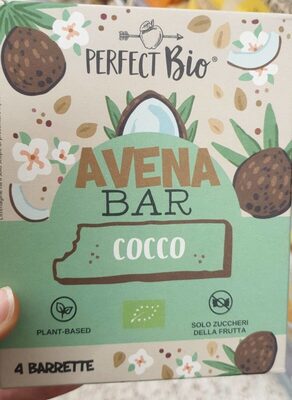 PERFECT Bio®
AVENA
BAR
COCCO
PLANT-BASED
SOLO ZUCCHERI
DELLA FRUTTA
4 BARRETTE